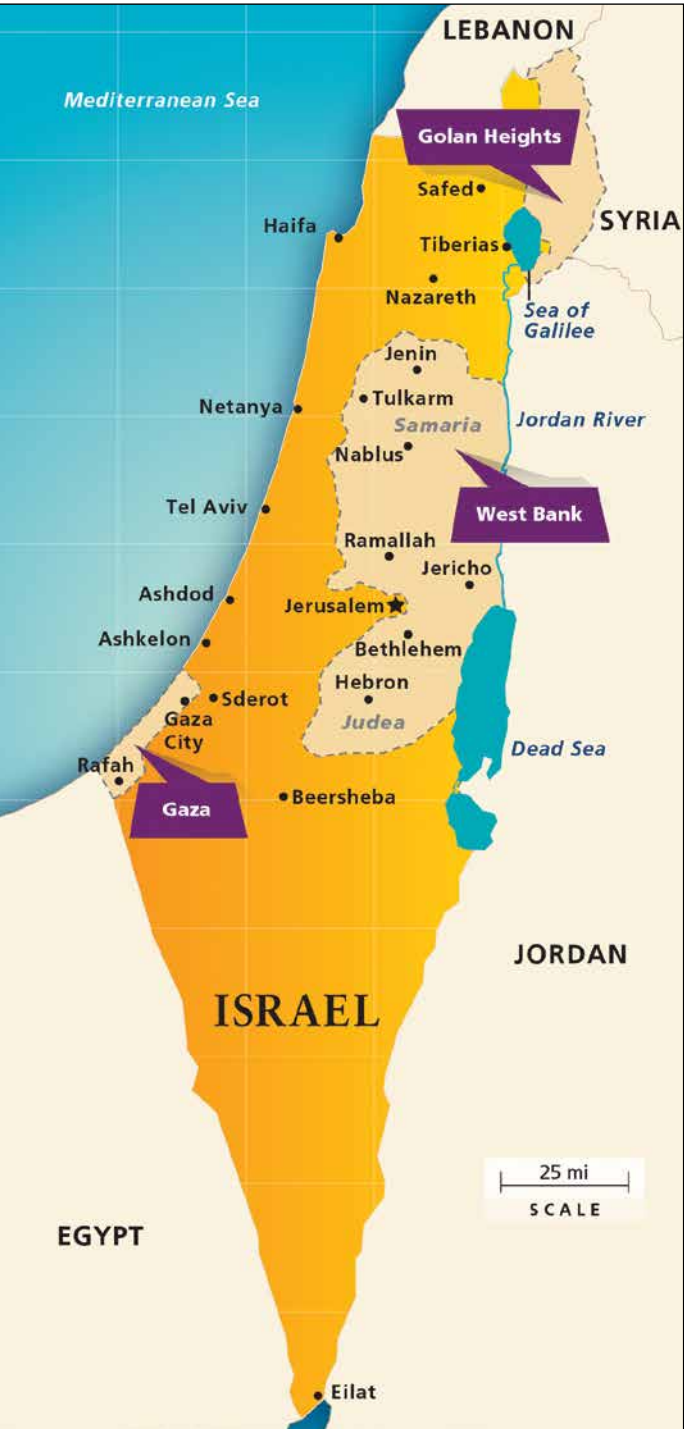 LEBANON
Mediterranean Sea
Golan Heights
Safed
SYRIA
Haifa
Tiberias
Nazareth
Sea of
Galilee
Jenin
Netanya
Tulkarm
Samaria
Jordan River
Nablus
Tel Aviv
West Bank
Ramallah
Jericho
Ashdod
Jerusalem
Ashkelon
Bethlehem
Hebron
Sderot
Gaza
City
Judea
Dead Sea
Rafah
Beersheba
Gaza
JORDAN
ISRAEL
25 mi
SCALE
EGYPT
Eilat